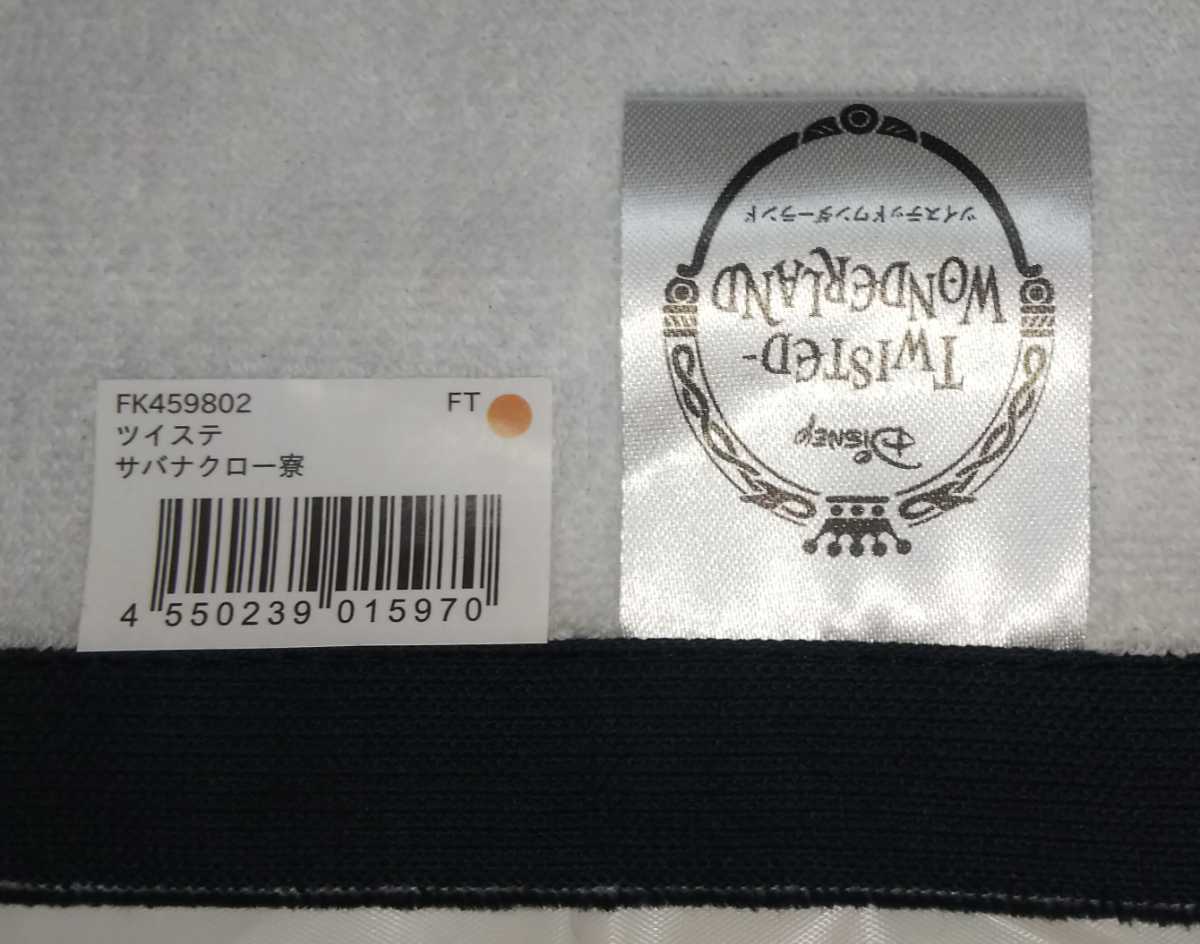 FK459802 FT
ツイステ
サバナクロー寮
4 550239 015970
Disney
TWISTED-
WONDERLAND
ツイステッドワンダーランド